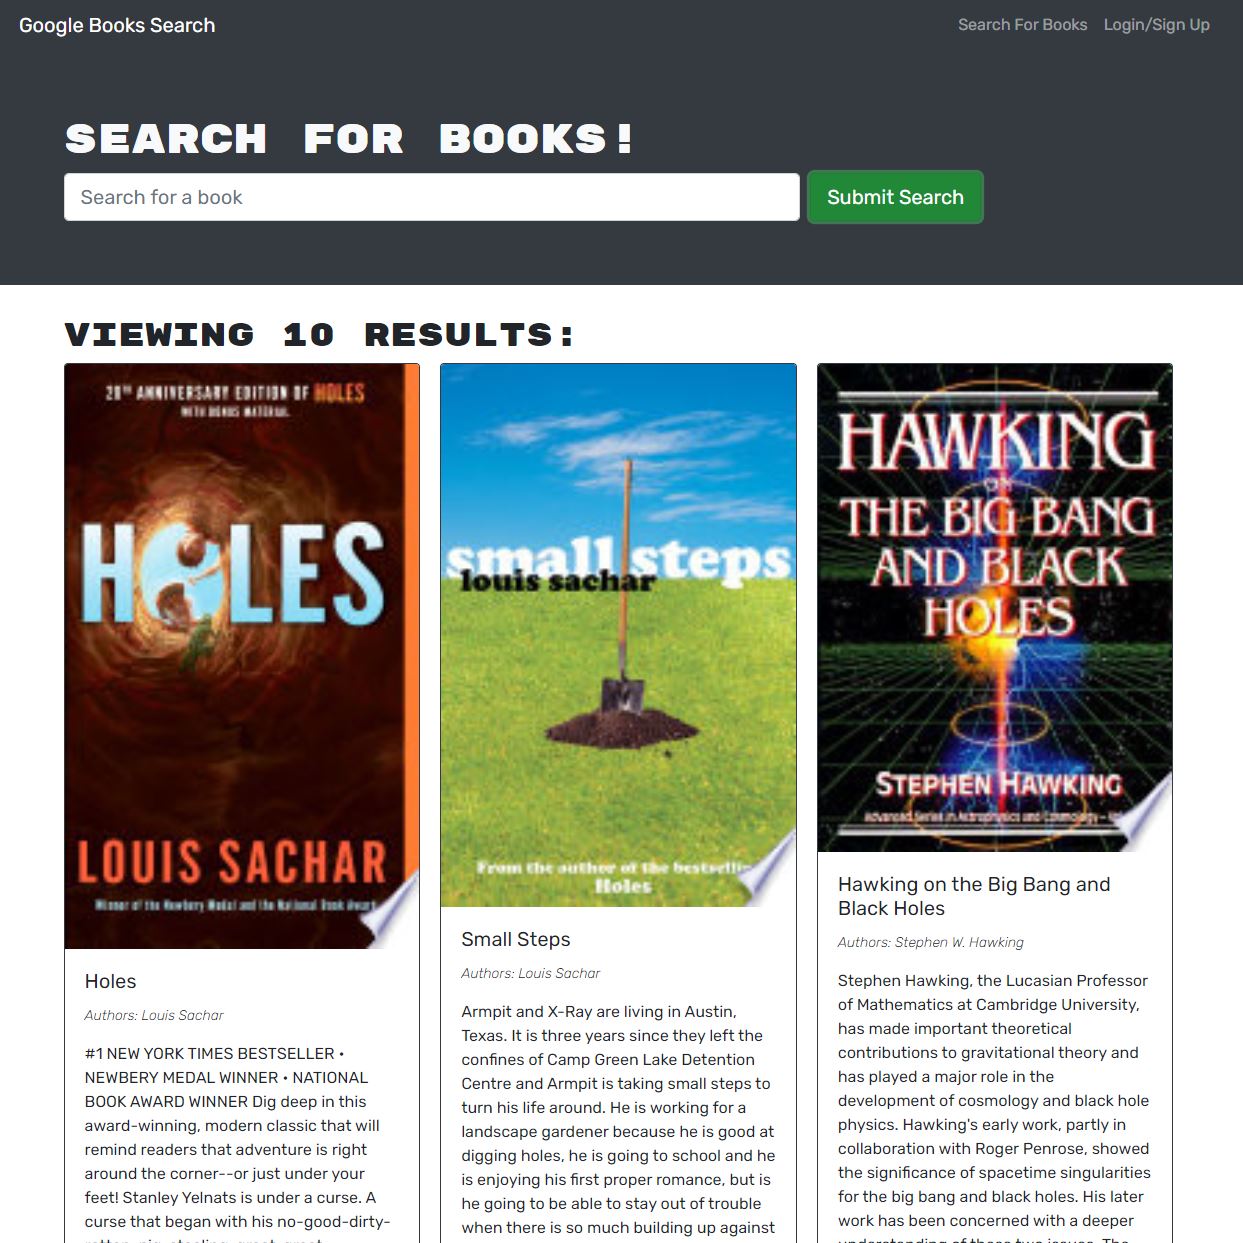 Google Books Search
Search For Books
Login/Sign Up
SEARCH FOR BOOKS!
Search for a book
Submit Search
VIEWING 10 RESULTS:
20TH ANNIVERSARY EDITION OF HOLES
WITH BONUS MATERIAL
HOLES
LOUIS SACHAR
Winner of the Newbery Medal and the National Book Award
Holes
Authors: Louis Sachar
#1 NEW YORK TIMES BESTSELLER •
NEWBERY MEDAL WINNER • NATIONAL
BOOK AWARD WINNER Dig deep in this
award-winning, modern classic that will
remind readers that adventure is right
around the corner--or just under your
feet! Stanley Yelnats is under a curse. A
curse that began with his no-good-dirty-
small steps
louis sachar
From the author of the
Holes
Small Steps
Authors: Louis Sachar
Armpit and X-Ray are living in Austin,
Texas. It is three years since they left the
confines of Camp Green Lake Detention
Centre and Armpit is taking small steps to
turn his life around. He is working for a
landscape gardener because he is good at
digging holes, he is going to school and he
is enjoying his first proper romance, but is
he going to be able to stay out of trouble
when there is so much building up against
HAWKING
ON
THE BIG BANG
AND BLACK
HOLES
STEPHEN HAWKING
Advanced Series in Astrophysics and Cosmology
Hawking on the Big Bang and
Black Holes
Authors: Stephen W. Hawking
Stephen Hawking, the Lucasian Professor
of Mathematics at Cambridge University,
has made important theoretical
contributions to gravitational theory and
has played a major role in the
development of cosmology and black hole
physics. Hawking's early work, partly in
collaboration with Roger Penrose, showed
the significance of spacetime singularities
for the big bang and black holes. His later
work has been concerned with a deeper